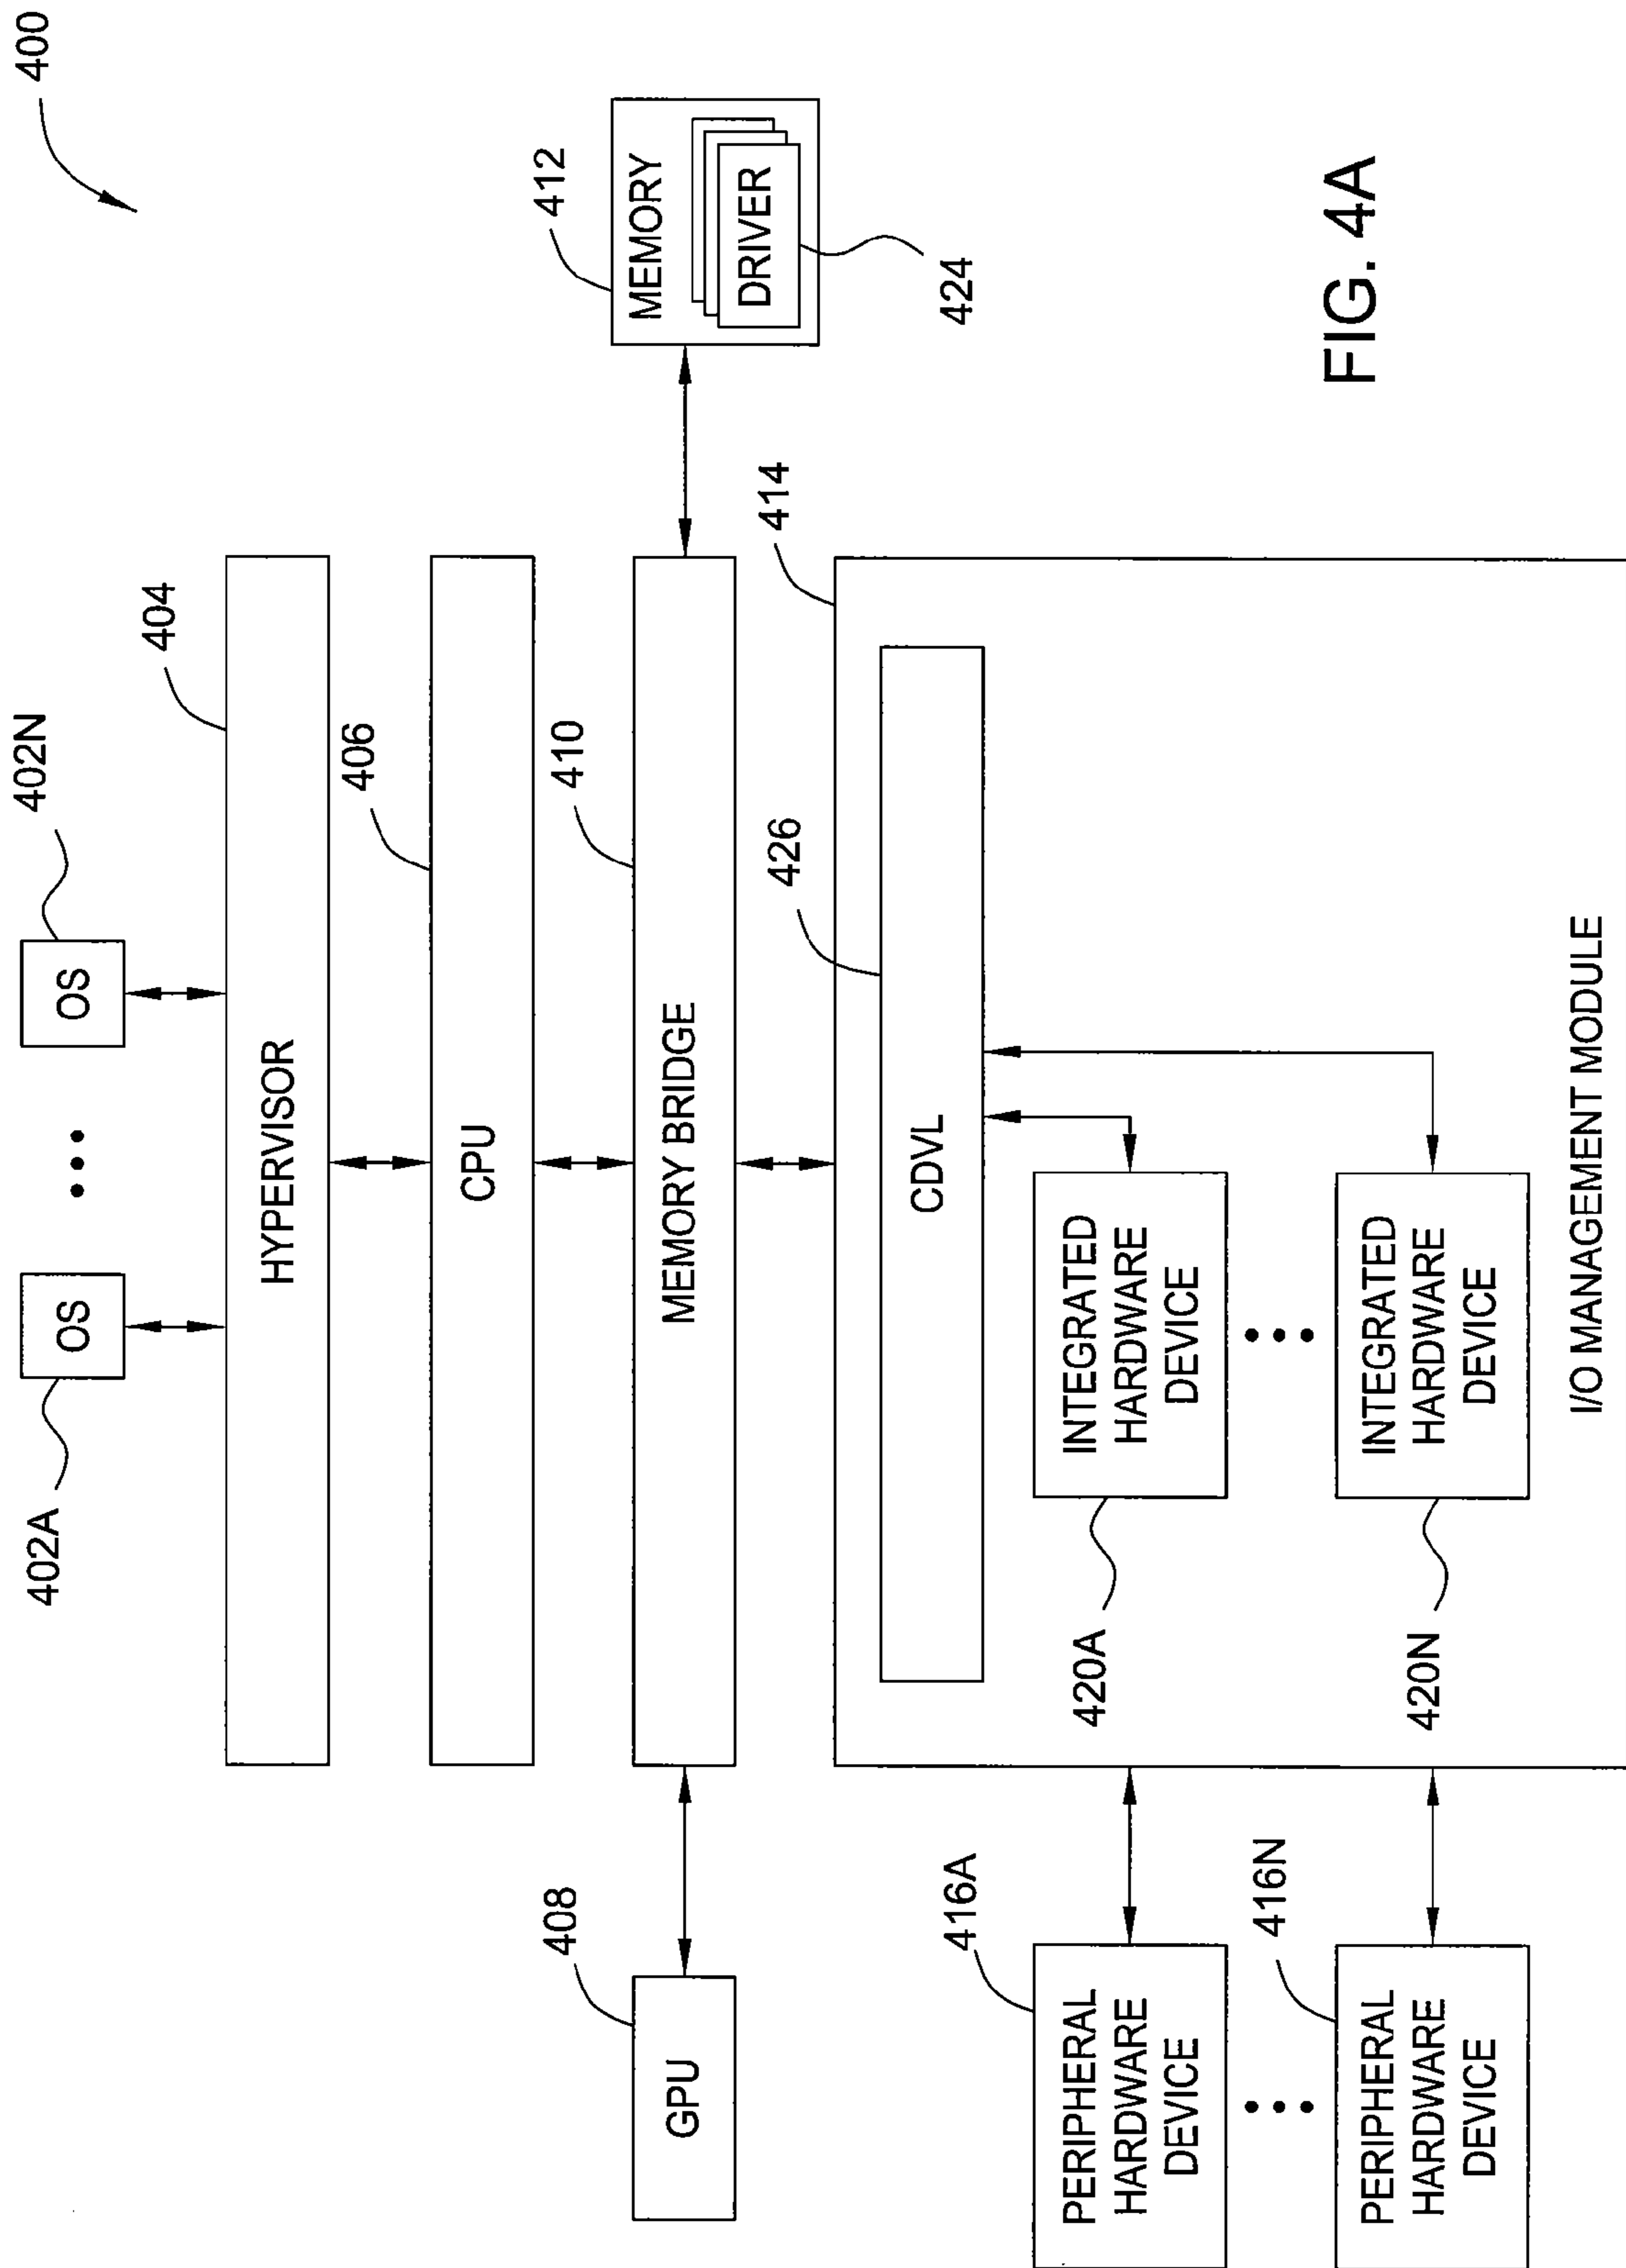 400
402A
402N
OS
OS
HYPERVISOR
404
CPU
406
408
410
412
GPU
MEMORY BRIDGE
MEMORY
DRIVER
424
426
414
CDVL
416A
PERIPHERAL
HARDWARE
DEVICE
420A
INTEGRATED
HARDWARE
DEVICE
416N
PERIPHERAL
HARDWARE
DEVICE
420N
INTEGRATED
HARDWARE
DEVICE
I/O MANAGEMENT MODULE
FIG. 4A